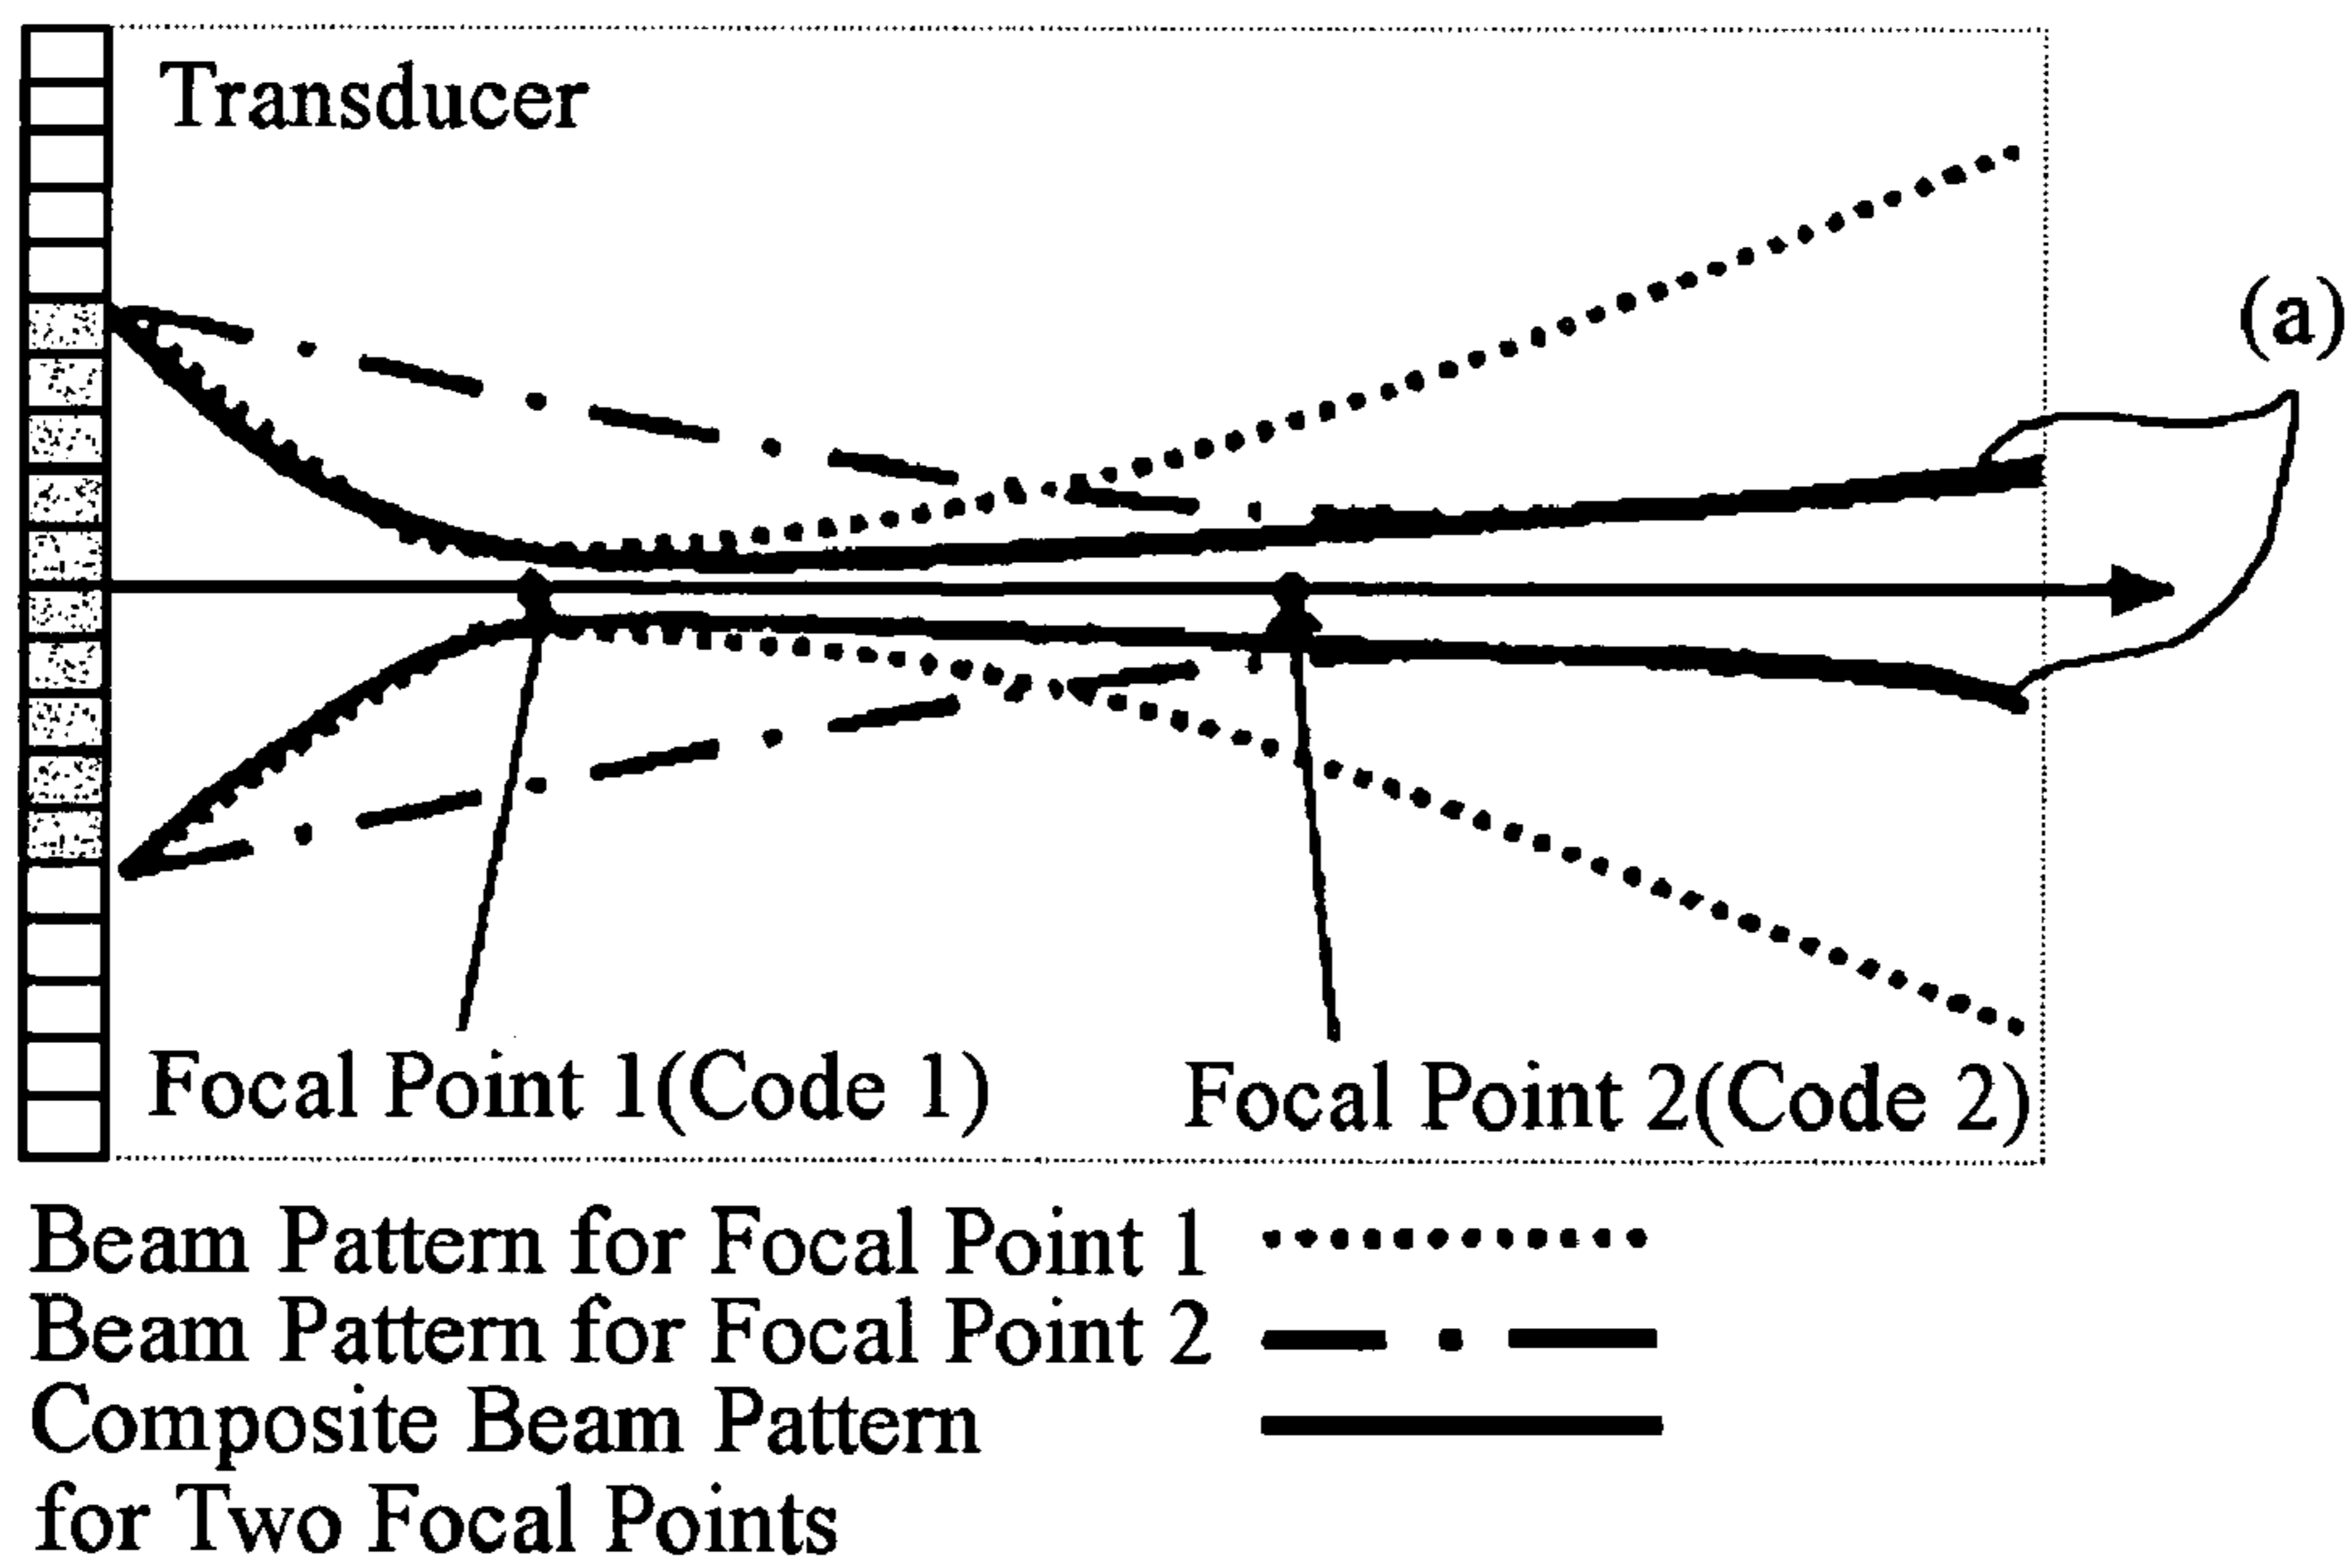 Transducer
(a)
Focal Point 1(Code 1)
Focal Point 2(Code 2)
Beam Pattern for Focal Point 1
Beam Pattern for Focal Point 2
Composite Beam Pattern
for Two Focal Points